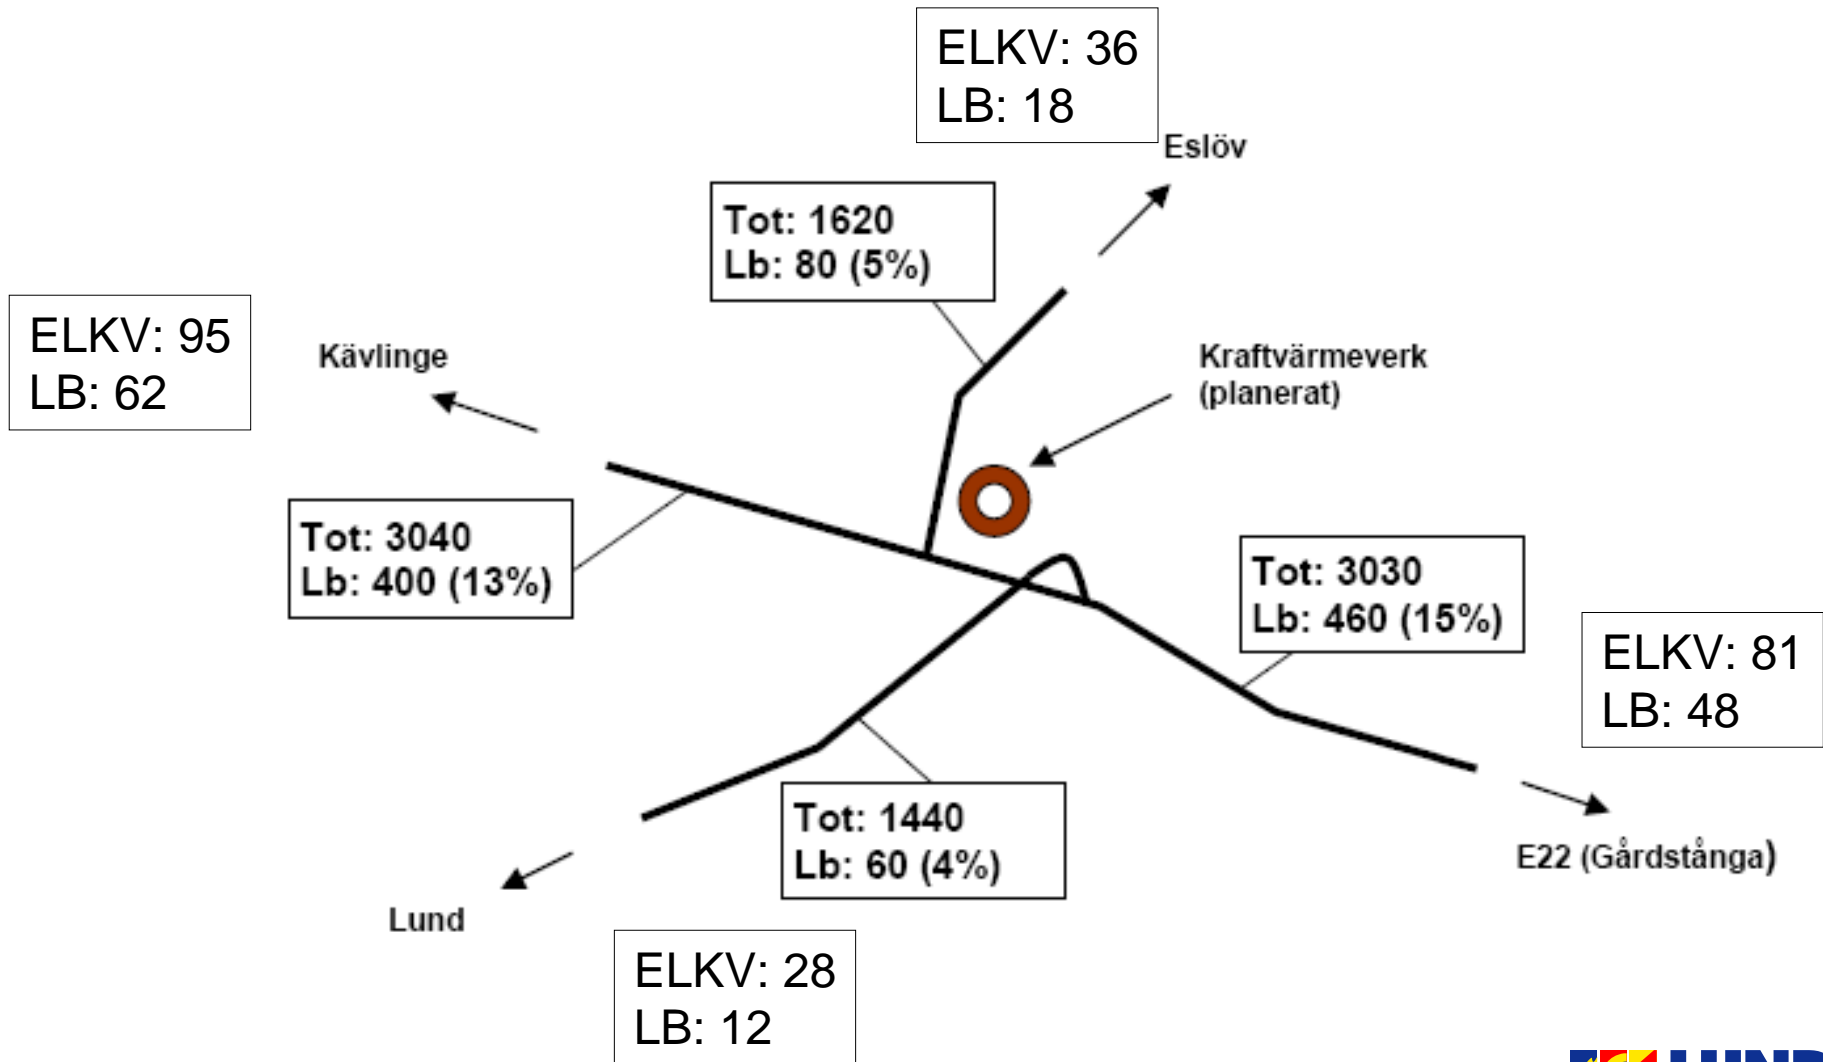 ELKV: 36
LB: 18
Eslöv
Tot: 1620
Lb: 80 (5%)
ELKV: 95
LB: 62
Kävlinge
Kraftvärmeverk
(planerat)
Tot: 3040
Lb: 400 (13%)
Tot: 3030
Lb: 460 (15%)
ELKV: 81
LB: 48
Tot: 1440
Lb: 60 (4%)
E22 (Gårdstånga)
Lund
ELKV: 28
LB: 12